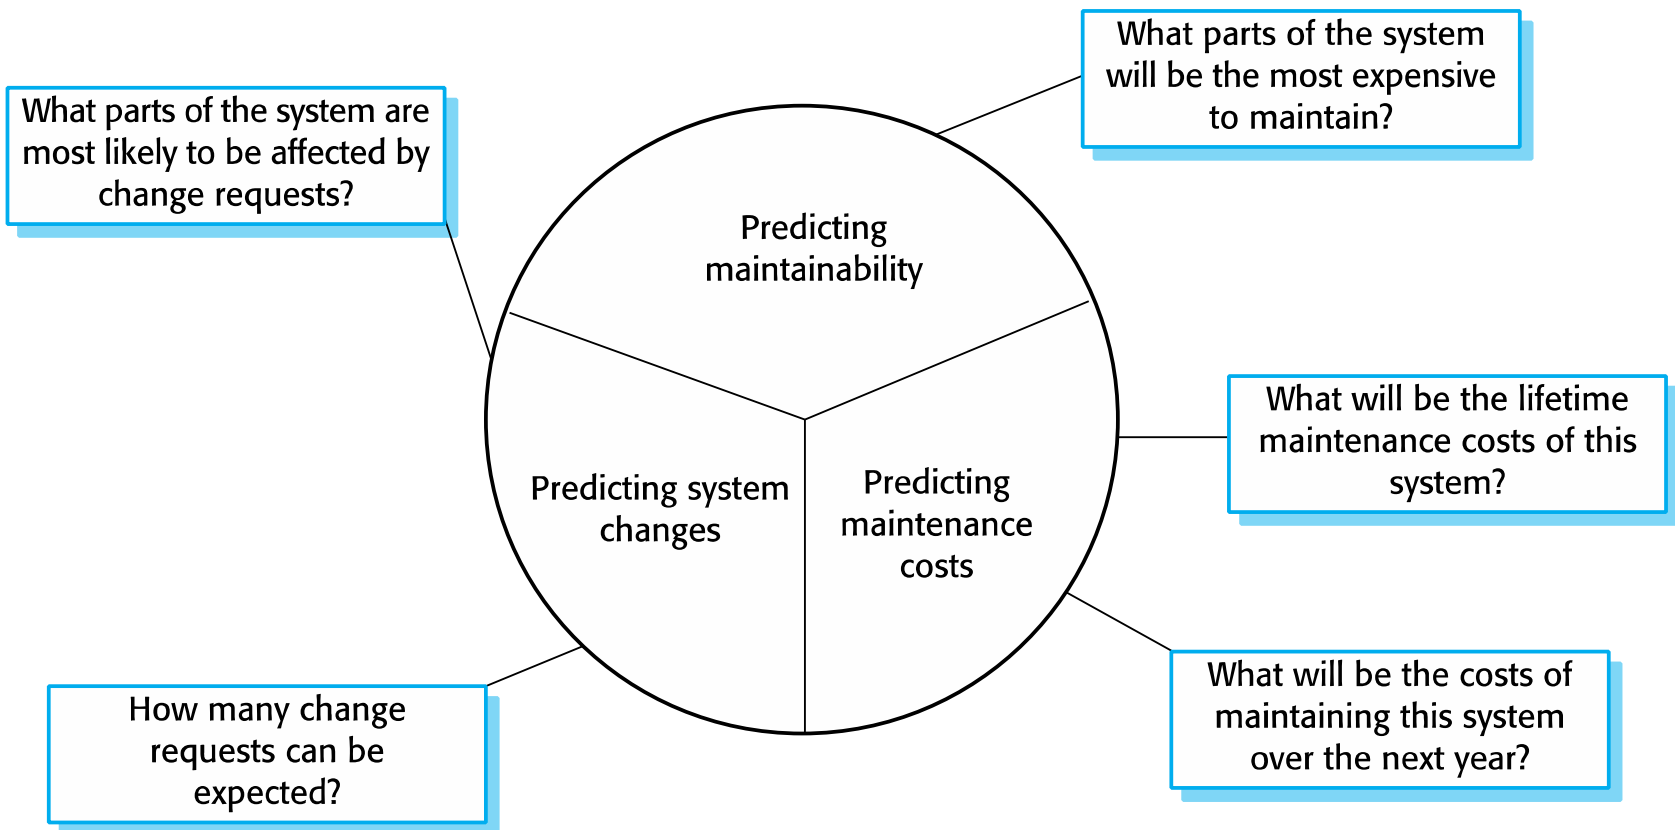 What parts of the system
will be the most expensive
to maintain?
What parts of the system are
most likely to be affected by
change requests?
Predicting
maintainability
What will be the lifetime
maintenance costs of this
system?
Predicting system
changes
Predicting
maintenance
costs
What will be the costs of
maintaining this system
over the next year?
How many change
requests can be
expected?